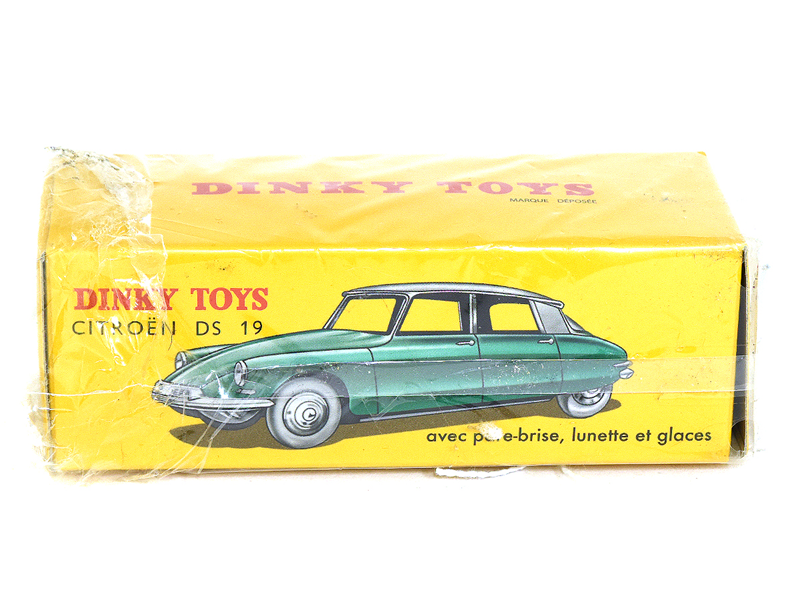 DINKY TOYS
MARQUE DÉPOSÉE
DINKY TOYS
CITROËN DS 19
avec pare-brise, lunette et glaces